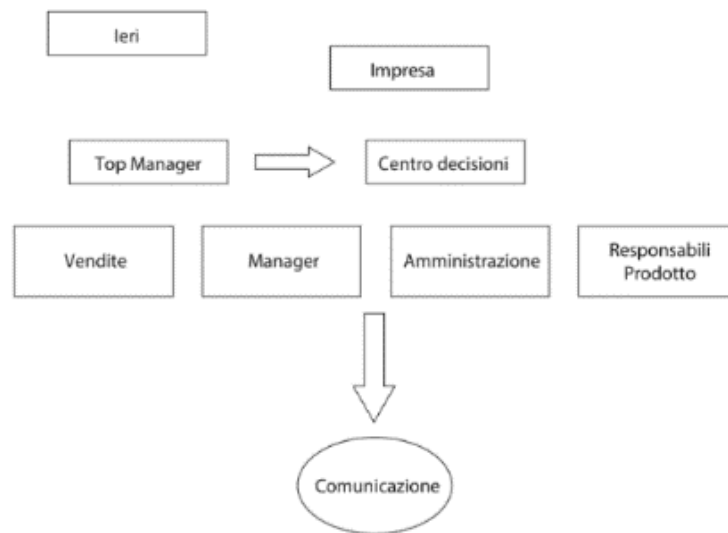 Ieri
Impresa
Top Manager
Centro decisioni
Vendite
Manager
Amministrazione
Responsabili
Prodotto
Comunicazione